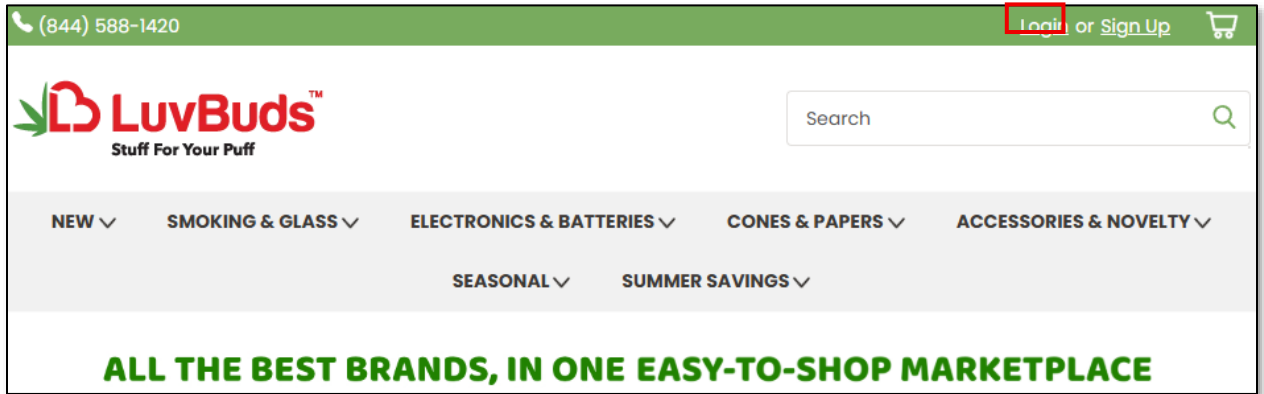 (844) 588-1420 Login or Sign Up
LuvBuds™
Stuff For Your Puff
Search
NEW SMOKING & GLASS ELECTRONICS & BATTERIES CONES & PAPERS ACCESSORIES & NOVELTY
SEASONAL SUMMER SAVINGS
ALL THE BEST BRANDS, IN ONE EASY-TO-SHOP MARKETPLACE